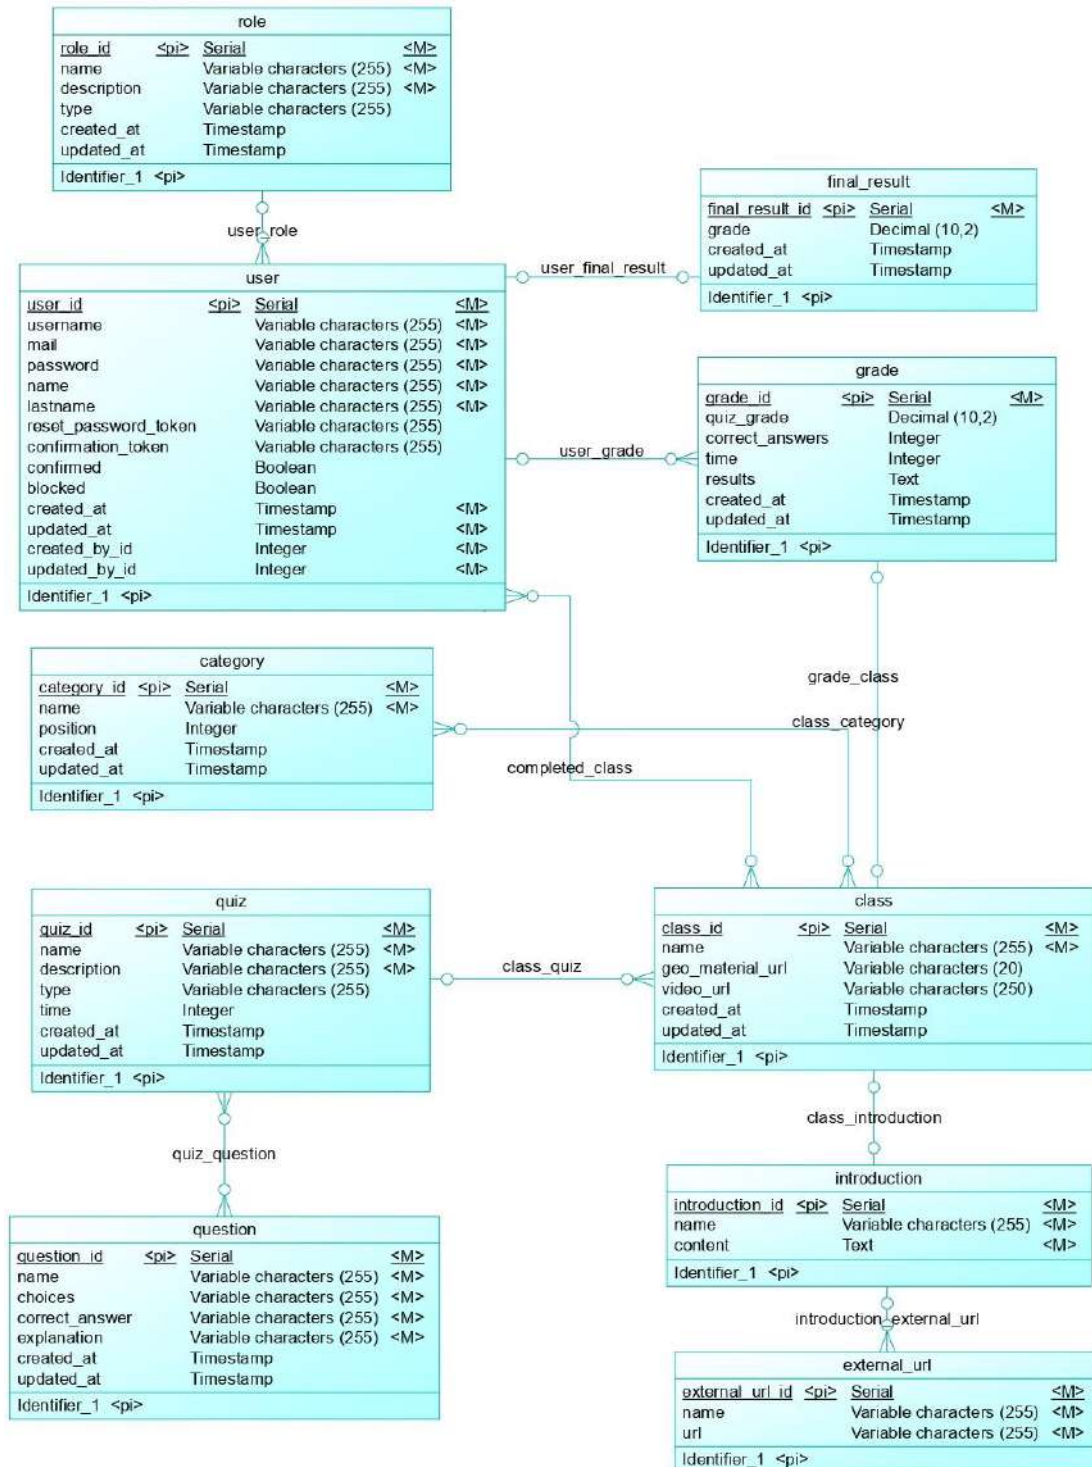 role
role_id <pi> Serial <M>
name Variable characters (255) <M>
description Variable characters (255) <M>
type Variable characters (255)
created_at Timestamp
updated_at Timestamp
Identifier_1 <pi>
user_role
final_result
final_result_id <pi> Serial <M>
grade Decimal (10,2)
created_at Timestamp
updated_at Timestamp
Identifier_1 <pi>
user_final_result
user
user_id <pi> Serial <M>
username Variable characters (255) <M>
mail Variable characters (255) <M>
password Variable characters (255) <M>
name Variable characters (255) <M>
lastname Variable characters (255) <M>
reset_password_token Variable characters (255)
confirmation_token Variable characters (255)
confirmed Boolean
blocked Boolean
created_at Timestamp <M>
updated_at Timestamp <M>
created_by_id Integer <M>
updated_by_id Integer <M>
Identifier_1 <pi>
user_grade
grade
grade_id <pi> Serial <M>
quiz_grade Decimal (10,2)
correct_answers Integer
time Integer
results Text
created_at Timestamp
updated_at Timestamp
Identifier_1 <pi>
grade_class
category
category_id <pi> Serial <M>
name Variable characters (255) <M>
position Integer
created_at Timestamp
updated_at Timestamp
Identifier_1 <pi>
class_category
completed_class
quiz
quiz_id <pi> Serial <M>
name Variable characters (255) <M>
description Variable characters (255) <M>
type Variable characters (255)
time Integer
created_at Timestamp
updated_at Timestamp
Identifier_1 <pi>
class_quiz
class
class_id <pi> Serial <M>
name Variable characters (255) <M>
geo_material_url Variable characters (20)
video_url Variable characters (250)
created_at Timestamp
updated_at Timestamp
Identifier_1 <pi>
class_introduction
quiz_question
introduction
introduction_id <pi> Serial <M>
name Variable characters (255) <M>
content Text <M>
Identifier_1 <pi>
question
question_id <pi> Serial <M>
name Variable characters (255) <M>
choices Variable characters (255) <M>
correct_answer Variable characters (255) <M>
explanation Variable characters (255) <M>
created_at Timestamp
updated_at Timestamp
Identifier_1 <pi>
introduction_external_url
external_url
external_url_id <pi> Serial <M>
name Variable characters (255) <M>
url Variable characters (255) <M>
Identifier_1 <pi>